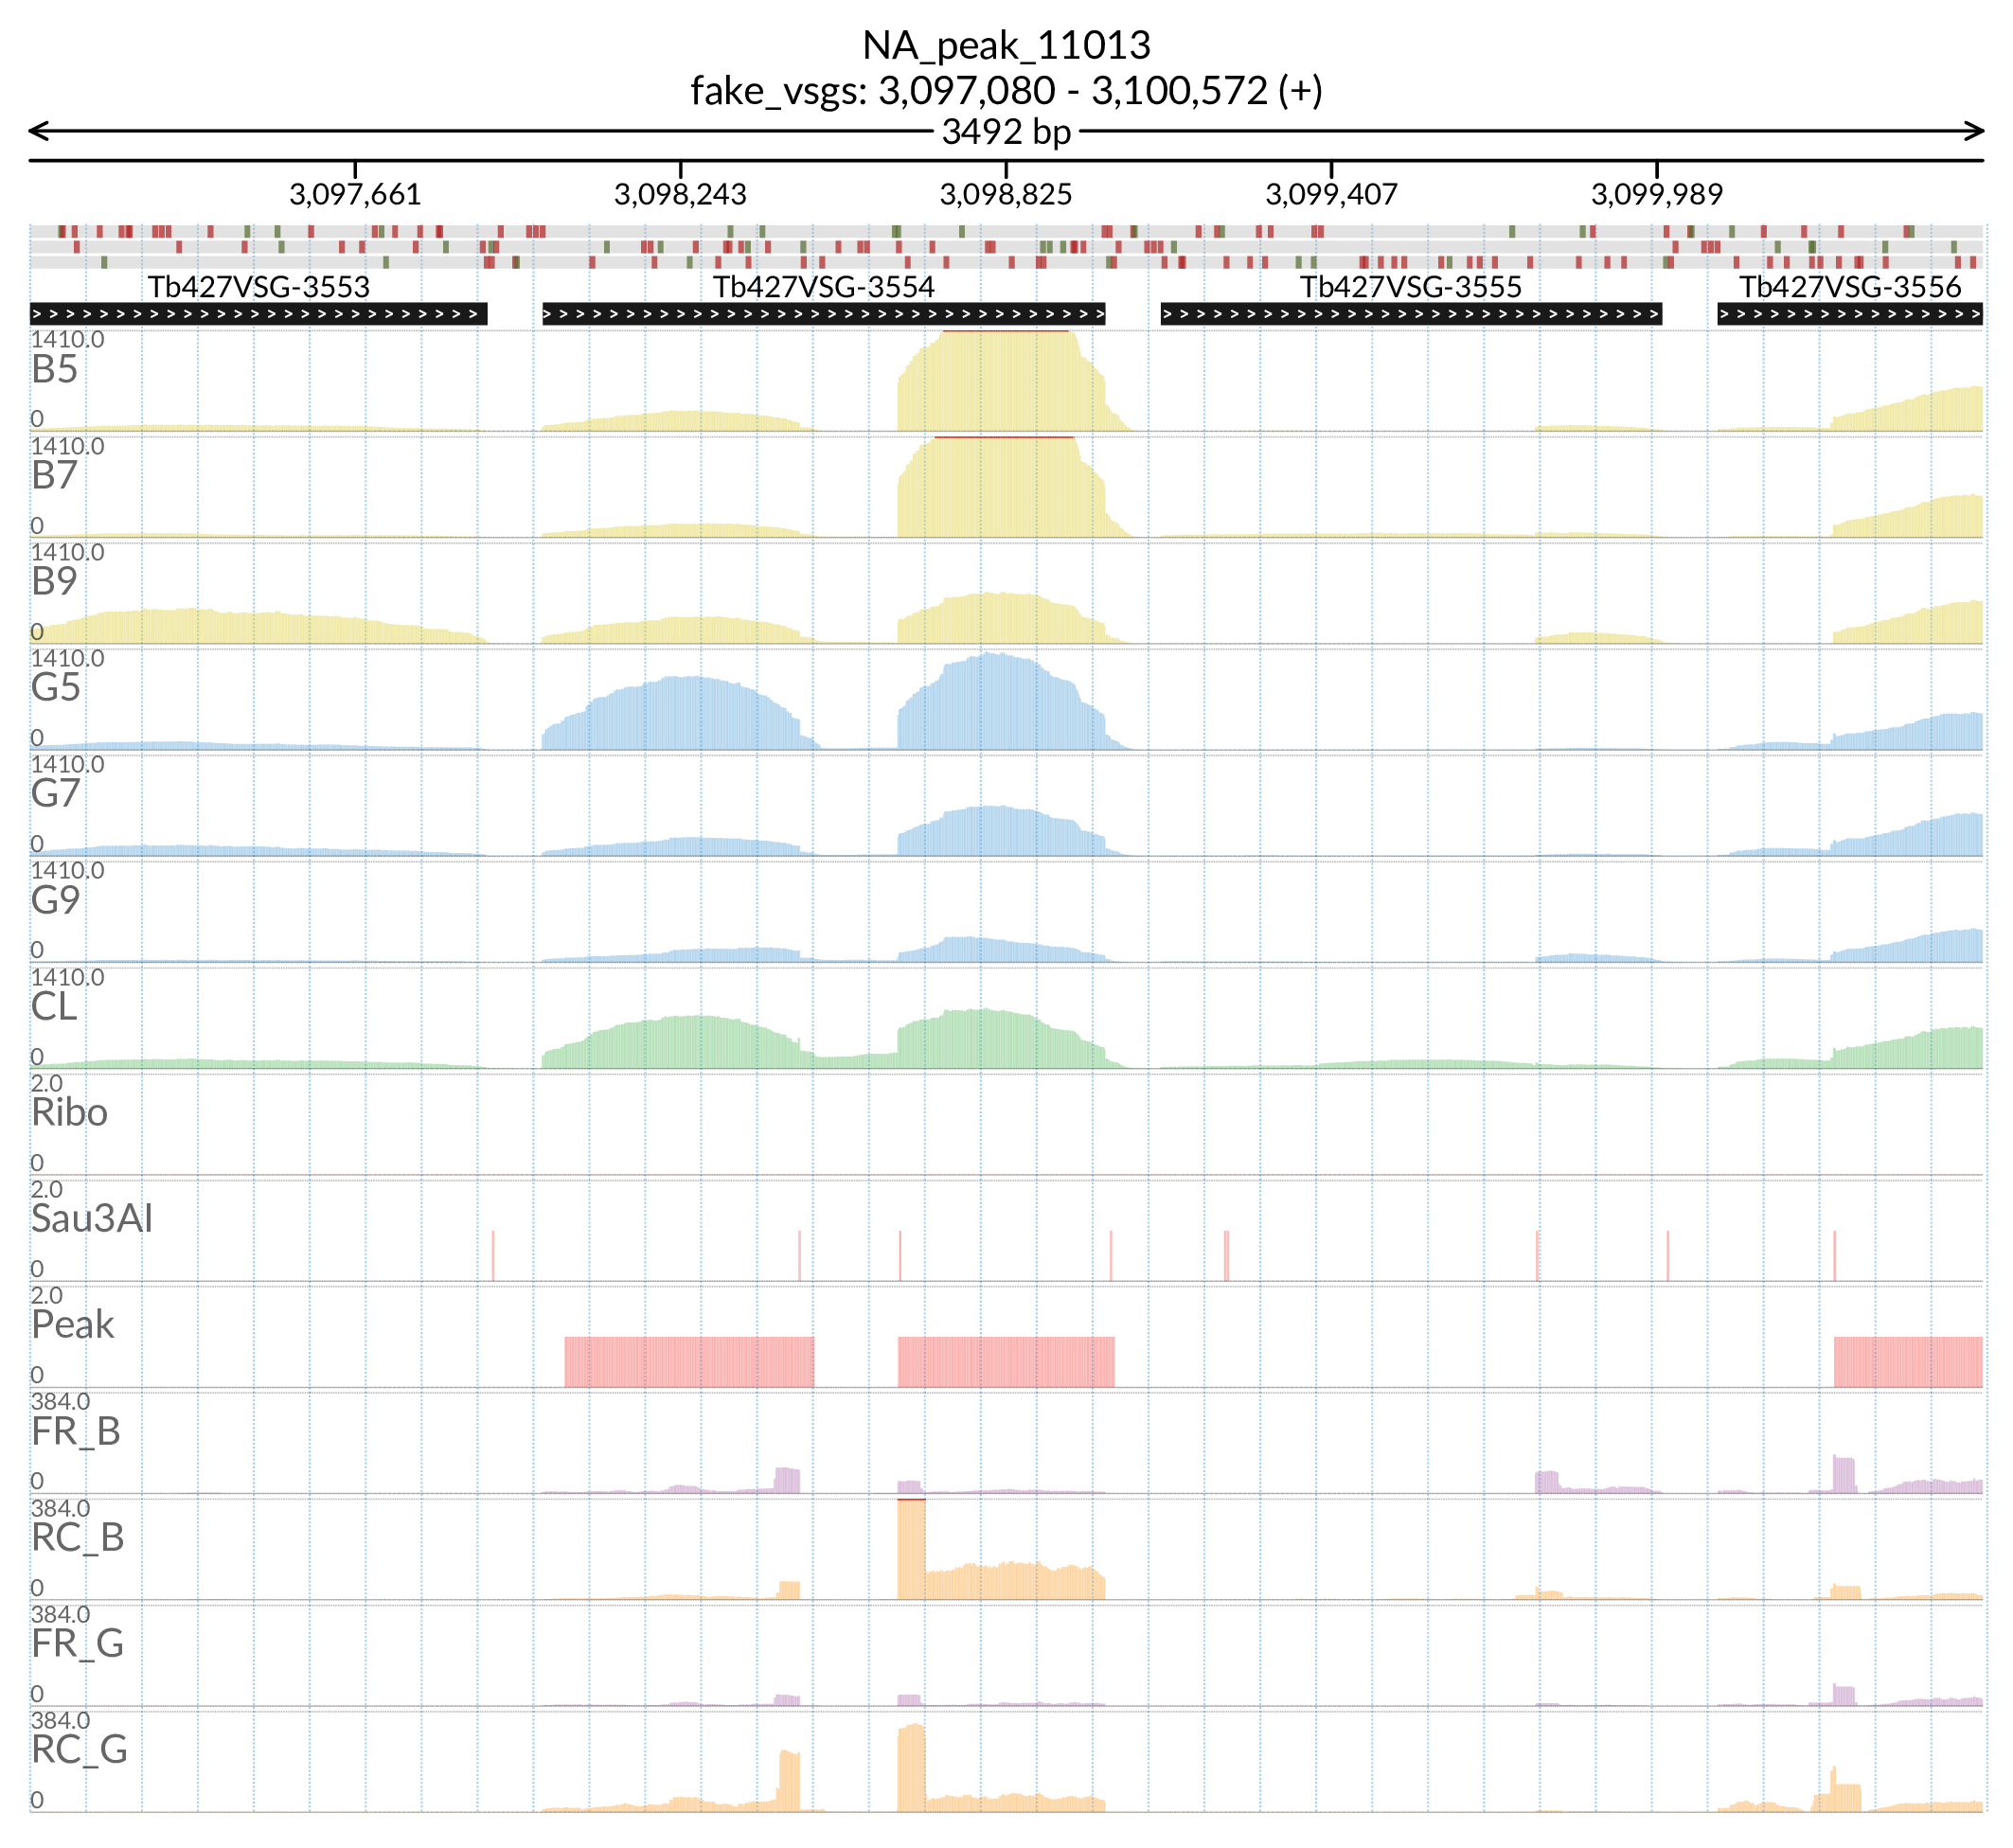 NA_peak_11013
fake_vsgs: 3,097,080 - 3,100,572 (+)
3492 bp
3,097,661 3,098,243 3,098,825 3,099,407 3,099,989
Tb427VSG-3553 Tb427VSG-3554 Tb427VSG-3555 Tb427VSG-3556
1410.0
B5
0
1410.0
B7
0
1410.0
B9
0
1410.0
G5
0
1410.0
G7
0
1410.0
G9
0
1410.0
CL
0
2.0
Ribo
0
2.0
Sau3AI
0
2.0
Peak
0
384.0
FR_B
0
384.0
RC_B
0
384.0
FR_G
0
384.0
RC_G
0